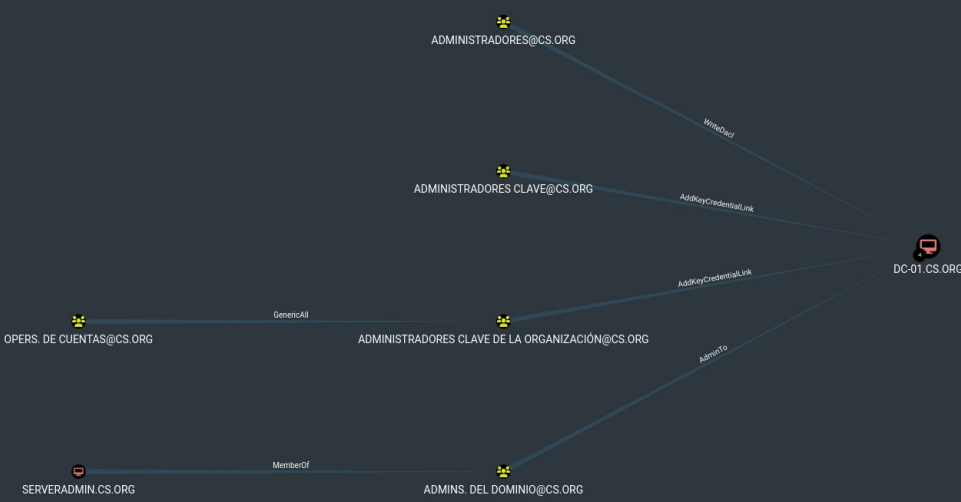 ADMINISTRADORES@CS.ORG
WriteDacl
ADMINISTRADORES CLAVE@CS.ORG
AddKeyCredentialLink
4
DC-01.CS.ORG
AddKeyCredentialLink
GenericAll
OPERS. DE CUENTAS@CS.ORG
ADMINISTRADORES CLAVE DE LA ORGANIZACIÓN@CS.ORG
AdminTo
MemberOf
SERVERADMIN.CS.ORG
ADMINS. DEL DOMINIO@CS.ORG